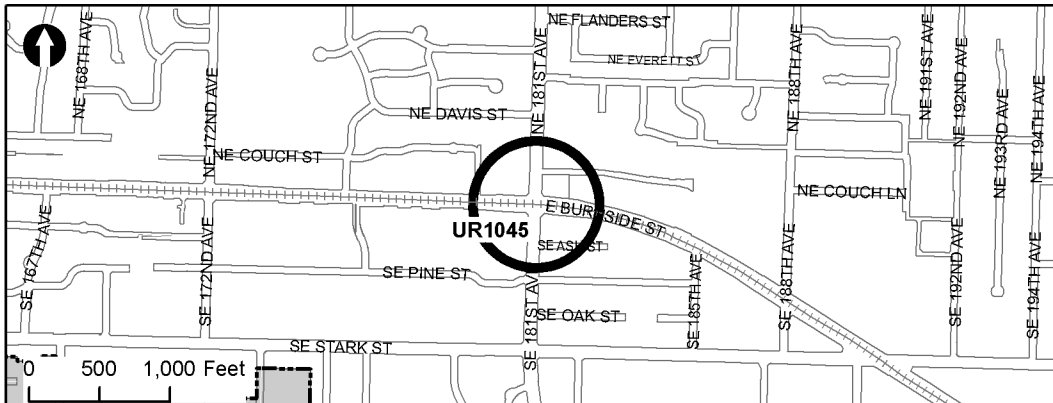 NE FLANDERS ST
NE EVERETT ST
NE 168TH AVE
NE 172ND AVE
NE 181ST AVE
NE 188TH AVE
NE 191ST AVE
NE 192ND AVE
NE 193RD AVE
NE 194TH AVE
NE DAVIS ST
NE COUCH ST
NE COUCH LN
E BURNSIDE ST
UR1045
SE ASH ST
SE PINE ST
SE 167TH AVE
SE 172ND AVE
SE 181ST AVE
SE 185TH AVE
SE 188TH AVE
SE 192ND AVE
SE 194TH AVE
SE OAK ST
SE STARK ST
0 500 1,000 Feet